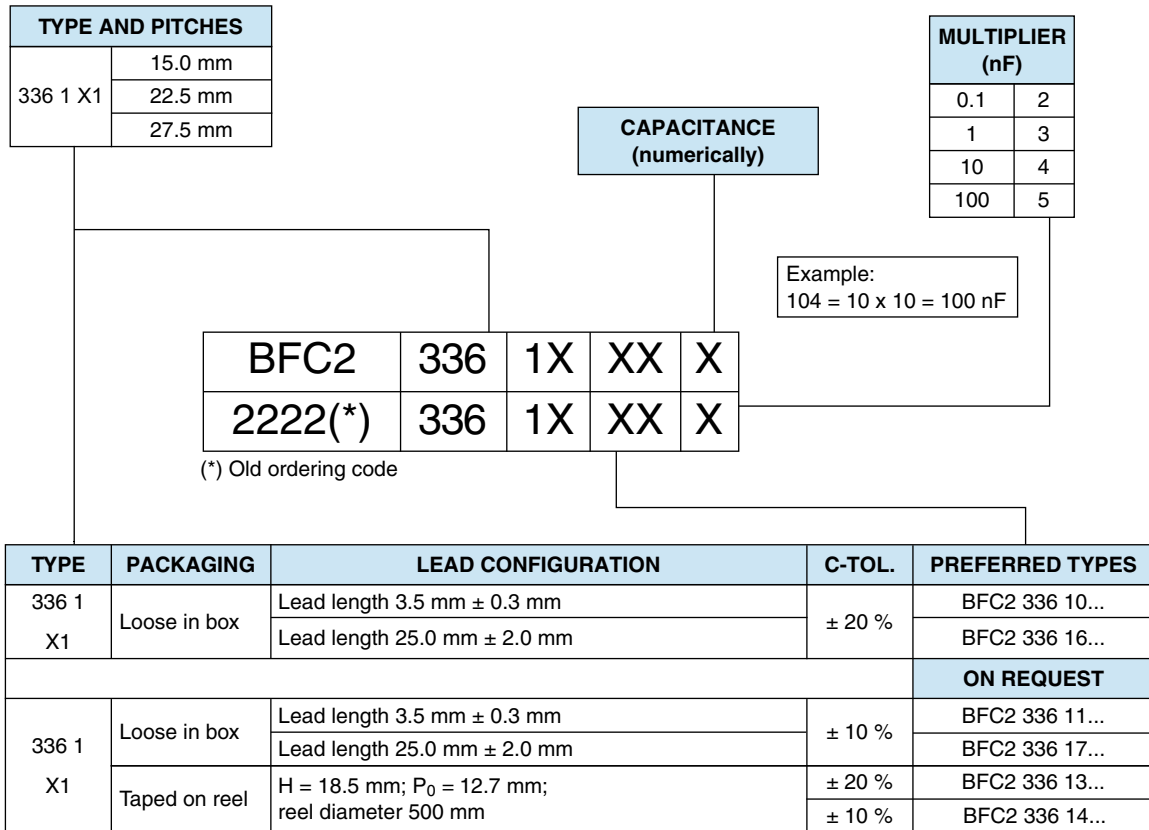 TYPE AND PITCHES
336 1 X1
15.0 mm
22.5 mm
27.5 mm
CAPACITANCE
(numerically)
MULTIPLIER
(nF)
0.1 2
1 3
10 4
100 5
Example:
104 = 10 x 10 = 100 nF
BFC2 336 1X XX X
2222(*) 336 1X XX X
(*) Old ordering code
TYPE PACKAGING LEAD CONFIGURATION C-TOL. PREFERRED TYPES
336 1
X1
Loose in box
Lead length 3.5 mm ± 0.3 mm
Lead length 25.0 mm ± 2.0 mm
± 20 %
BFC2 336 10...
BFC2 336 16...
ON REQUEST
336 1
X1
Loose in box
Lead length 3.5 mm ± 0.3 mm
Lead length 25.0 mm ± 2.0 mm
± 10 %
BFC2 336 11...
BFC2 336 17...
Taped on reel
H = 18.5 mm; P0 = 12.7 mm;
reel diameter 500 mm
± 20 %
BFC2 336 13...
± 10 %
BFC2 336 14...